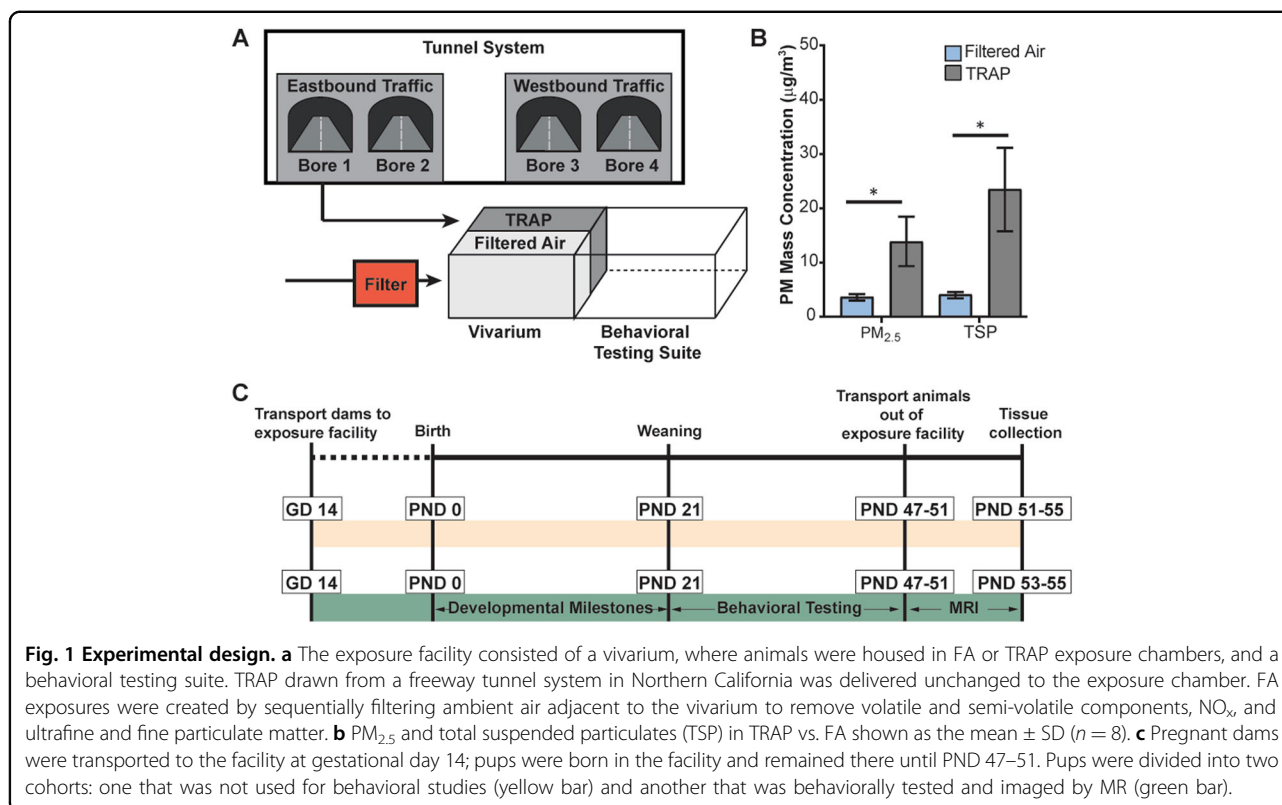 A
Tunnel System
Eastbound Traffic
Westbound Traffic
Bore 1
Bore 2
Bore 3
Bore 4
TRAP
Filtered Air
Filter
Vivarium
Behavioral
Testing Suite
B
Filtered Air
TRAP
PM Mass Concentration (μg/m³)
50
40
30
20
10
0
*
*
PM2.5
TSP
C
Transport dams to
exposure facility
Birth
Weaning
Transport animals
out of
exposure facility
Tissue
collection
GD 14
PND 0
PND 21
PND 47-51
PND 51-55
GD 14
PND 0
PND 21
PND 47-51
PND 53-55
Developmental Milestones
Behavioral Testing
MRI
Fig. 1 Experimental design. a The exposure facility consisted of a vivarium, where animals were housed in FA or TRAP exposure chambers, and a
behavioral testing suite. TRAP drawn from a freeway tunnel system in Northern California was delivered unchanged to the exposure chamber. FA
exposures were created by sequentially filtering ambient air adjacent to the vivarium to remove volatile and semi-volatile components, NOx, and
ultrafine and fine particulate matter. b PM2.5 and total suspended particulates (TSP) in TRAP vs. FA shown as the mean ± SD (n = 8). c Pregnant dams
were transported to the facility at gestational day 14; pups were born in the facility and remained there until PND 47–51. Pups were divided into two
cohorts: one that was not used for behavioral studies (yellow bar) and another that was behaviorally tested and imaged by MR (green bar).